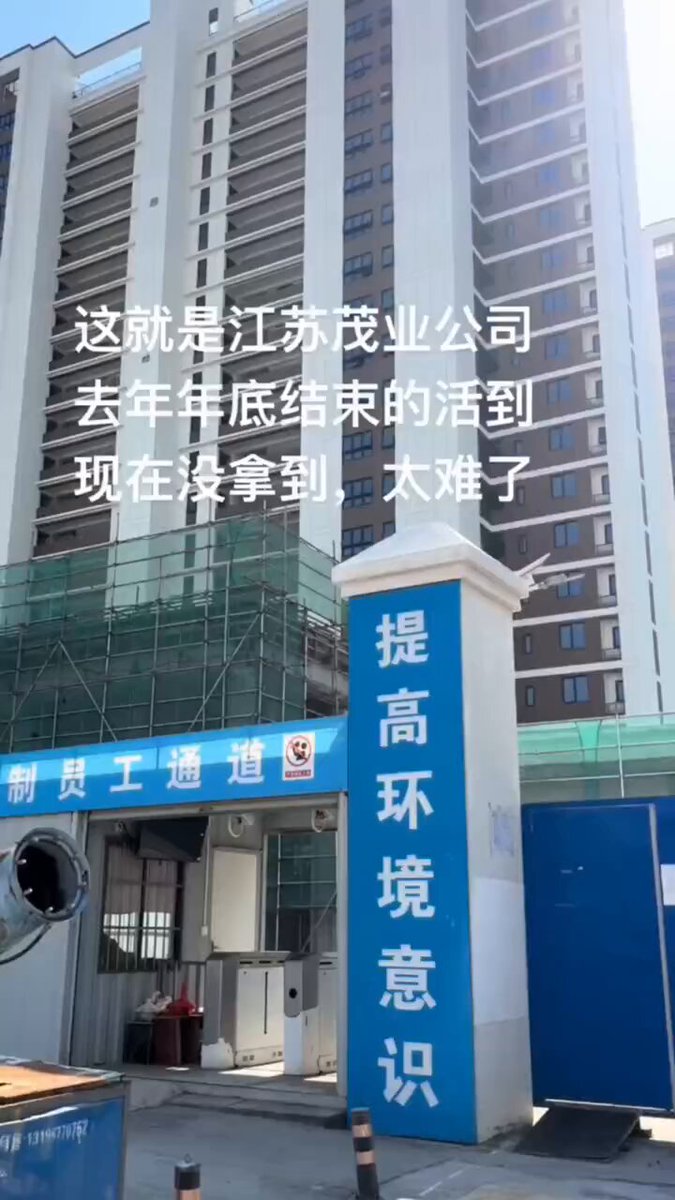 这就是江苏茂业公司
去年年底结束的活到
现在没拿到，太难了
制员工通道
提高环境意识